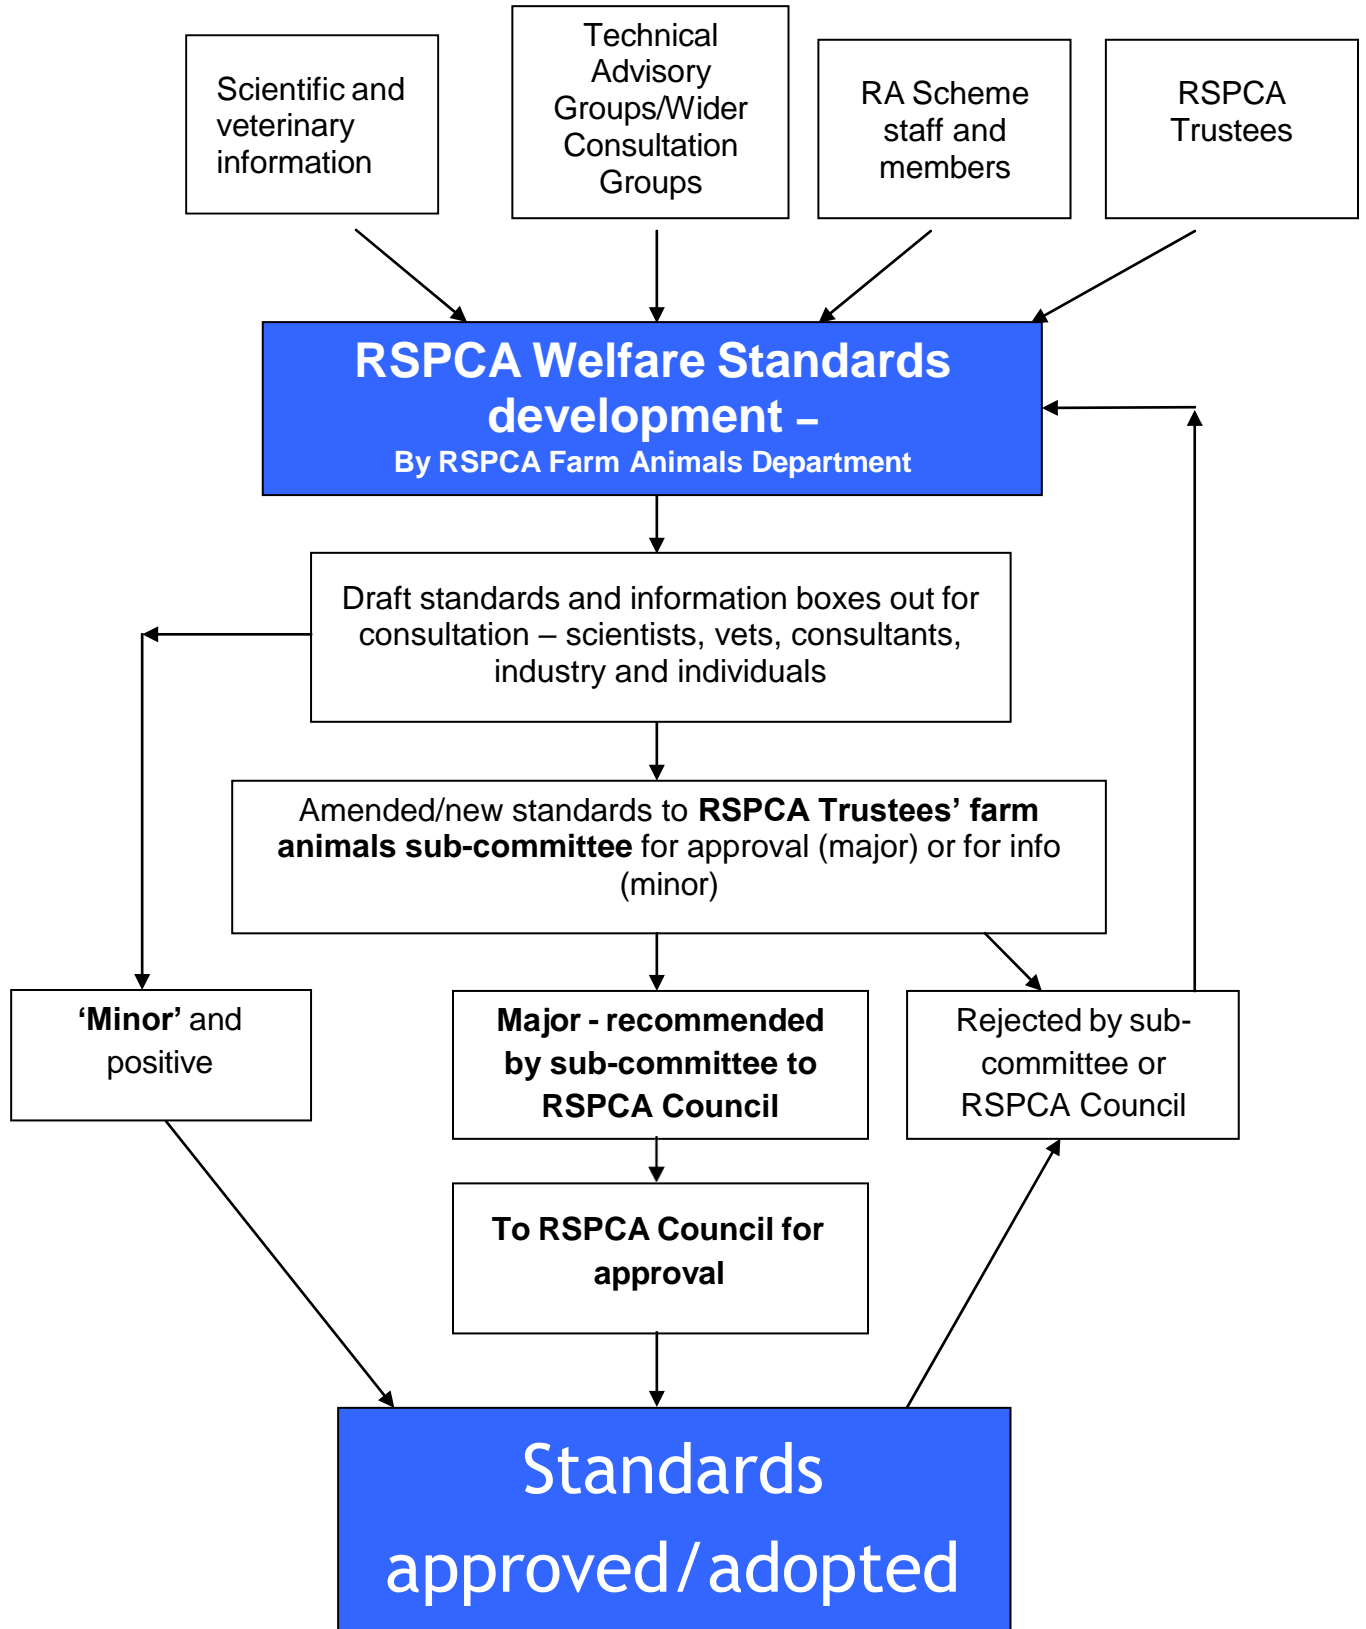 Scientific and
veterinary
information
Technical
Advisory
Groups/Wider
Consultation
Groups
RA Scheme
staff and
members
RSPCA
Trustees
RSPCA Welfare Standards
development –
By RSPCA Farm Animals Department
Draft standards and information boxes out for
consultation – scientists, vets, consultants,
industry and individuals
Amended/new standards to RSPCA Trustees’ farm
animals sub-committee for approval (major) or for info
(minor)
‘Minor’ and
positive
Major - recommended
by sub-committee to
RSPCA Council
Rejected by sub-
committee or
RSPCA Council
To RSPCA Council for
approval
Standards
approved/adopted